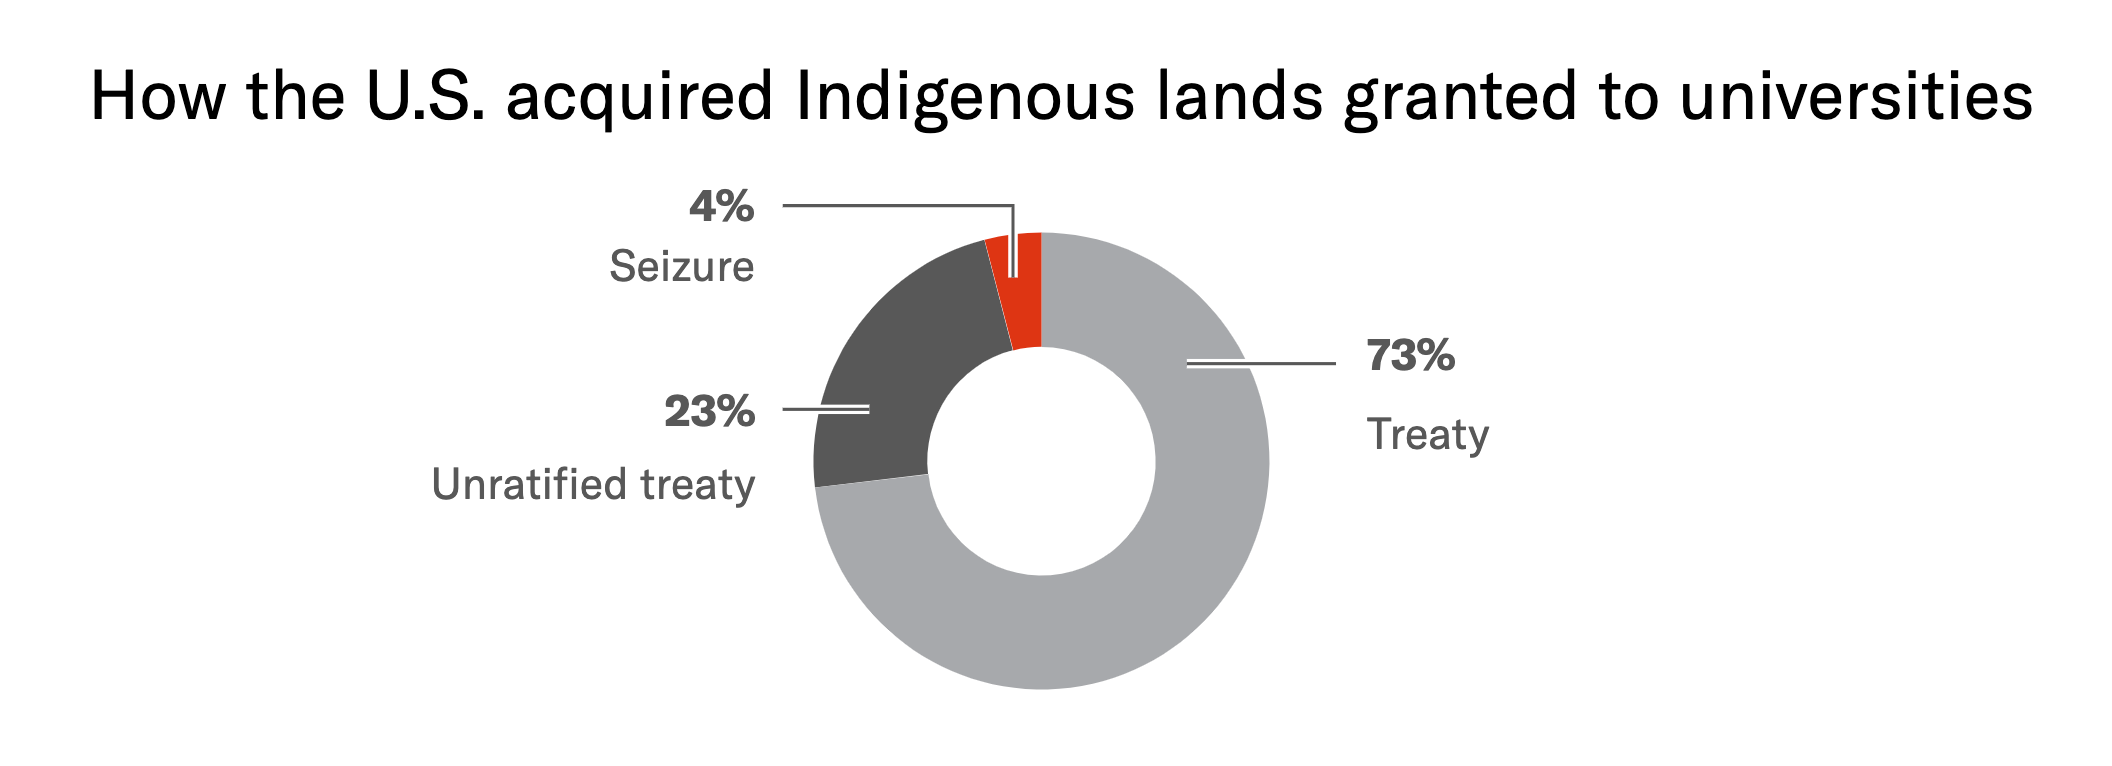 How the U.S. acquired Indigenous lands granted to universities
4%
Seizure
73%
Treaty
23%
Unratified treaty